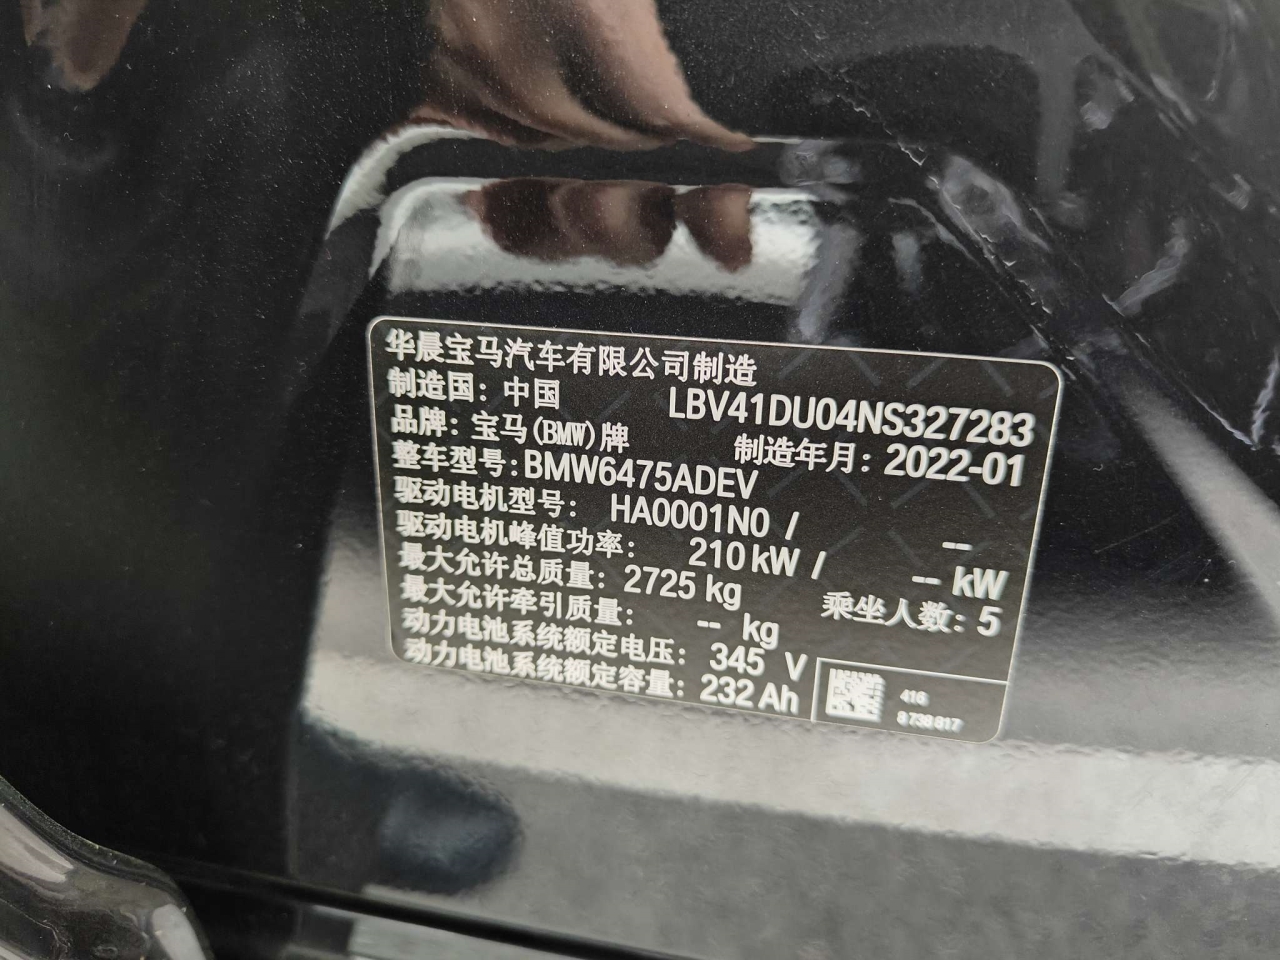 华晨宝马汽车有限公司制造
制造国：中国 LBV41DU04NS327283
品牌：宝马(BMW)牌 制造年月：2022-01
整车型号：BMW6475ADEV
驱动电机型号： HA0001N0 / --
驱动电机峰值功率： 210 kW / -- kW
最大允许总质量：2725 kg 乘坐人数：5
最大允许牵引质量： -- kg
动力电池系统额定电压：345 V
动力电池系统额定容量：232 Ah
416
8738817